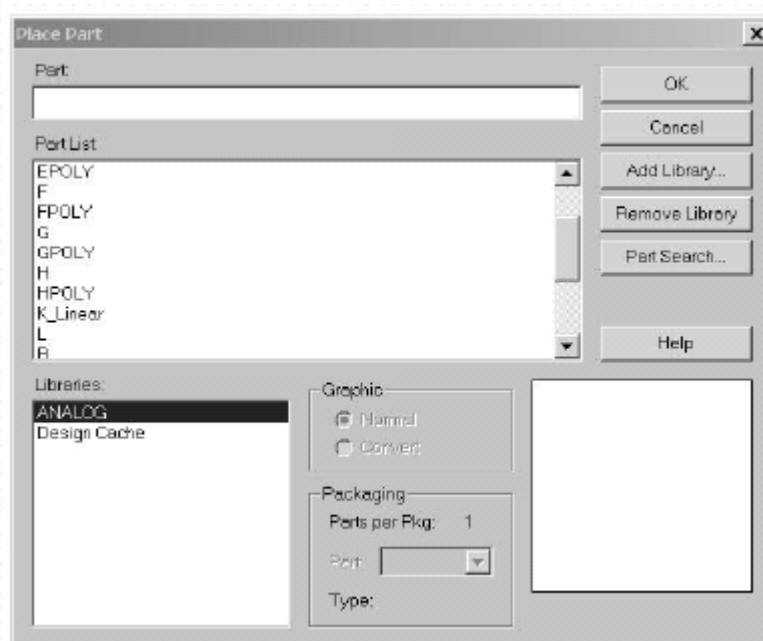 Place Part
Part:
OK
Cancel
Part List
Add Library...
EPOLY
F
FPOLY
G
GPOLY
H
HPOLY
K_Linear
L
R
Remove Library
Part Search...
Help
Libraries:
ANALOG
Design Cache
Graphic
Normal
Convert
Packaging
Parts per Pkg: 1
Part:
Type: